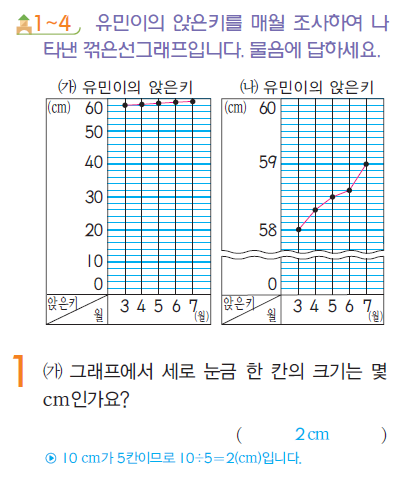 1~4 유민이의 앉은키를 매월 조사하여 나
타낸 꺾은선그래프입니다. 물음에 답하세요.
㈎ 유민이의 앉은키
(cm)
60
50
40
30
20
10
0
앉은키
월
3 4 5 6 7
(월)
㈏ 유민이의 앉은키
(cm)
60
59
58
0
앉은키
월
3 4 5 6 7
(월)
1 ㈎ 그래프에서 세로 눈금 한 칸의 크기는 몇
cm인가요?
( 2 cm )
10 cm가 5칸이므로 10÷5=2(cm)입니다.